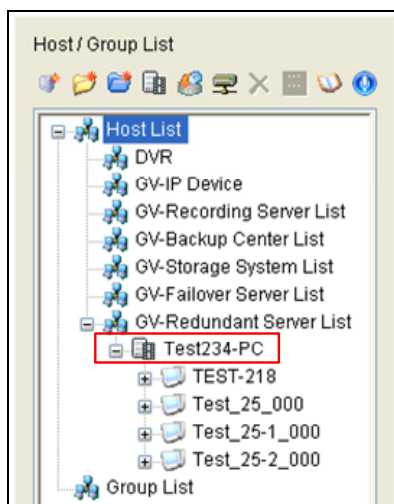 Host / Group List
Host List
DVR
GV-IP Device
GV-Recording Server List
GV-Backup Center List
GV-Storage System List
GV-Failover Server List
GV-Redundant Server List
Test234-PC
TEST-218
Test_25_000
Test_25-1_000
Test_25-2_000
Group List